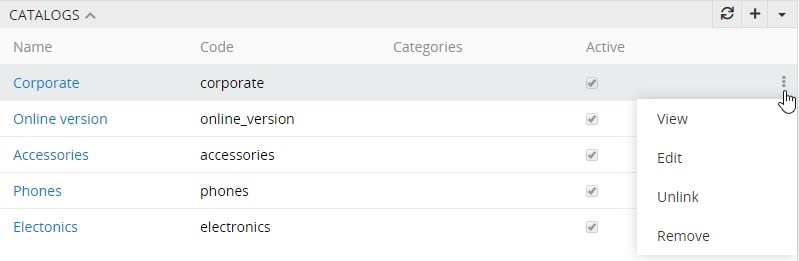 CATALOGS
Name Code Categories Active
Corporate corporate
Online version online_version View
Accessories accessories Edit
Phones phones Unlink
Electonics electronics Remove